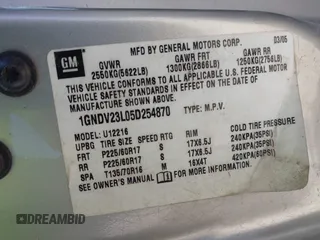 GM
MFD BY GENERAL MOTORS CORP. 03/05
GVWR GAWR FRT GAWR RR
2550KG(5622LB) 1300KG(2866LB) 1250KG(2756LB)
THIS VEHICLE CONFORMS TO ALL APPLICABLE U.S. FEDERAL
MOTOR VEHICLE SAFETY STANDARDS IN
EFFECT ON THE DATE OF MANUFACTURE SHOWN ABOVE.
1GNDV23L05D254870 TYPE: M.P.V.
MODEL: U12216
UPBG TIRE SIZE SPEED RTG RIM COLD TIRE PRESSURE
FRT P225/60R17 S 17X6.5J 240KPA(35PSI)
RR P225/60R17 S 17X6.5J 240KPA(35PSI)
SPA T135/70R16 M 16X4T 420KPA(60PSI)
SEE OWNER'S MANUAL FOR ADDITIONAL INFORMATION.
DREAMBID